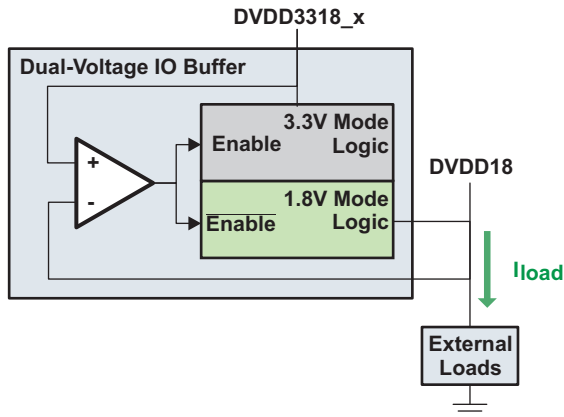 DVDD3318_x
Dual-Voltage IO Buffer
3.3V Mode
Logic
Enable
+
-
1.8V Mode
Logic
Enable
DVDD18
Iload
External
Loads